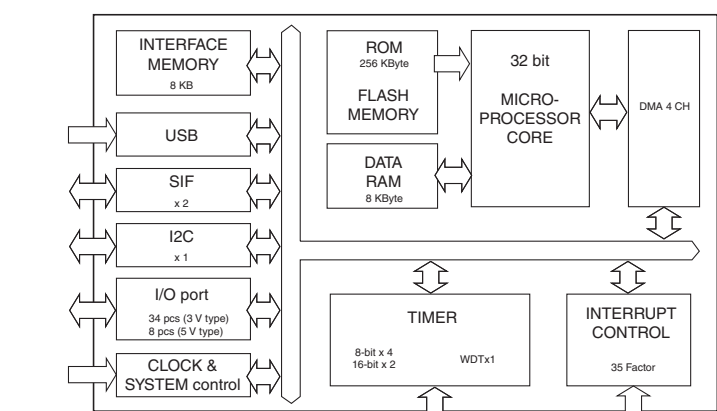 INTERFACE
MEMORY
8 KB
USB
SIF
x 2
I2C
x 1
I/O port
34 pcs (3 V type)
8 pcs (5 V type)
CLOCK &
SYSTEM control
ROM
256 KByte
FLASH
MEMORY
DATA
RAM
8 KByte
32 bit
MICRO-
PROCESSOR
CORE
DMA 4 CH
TIMER
8-bit x 4
16-bit x 2
WDTx1
INTERRUPT
CONTROL
35 Factor